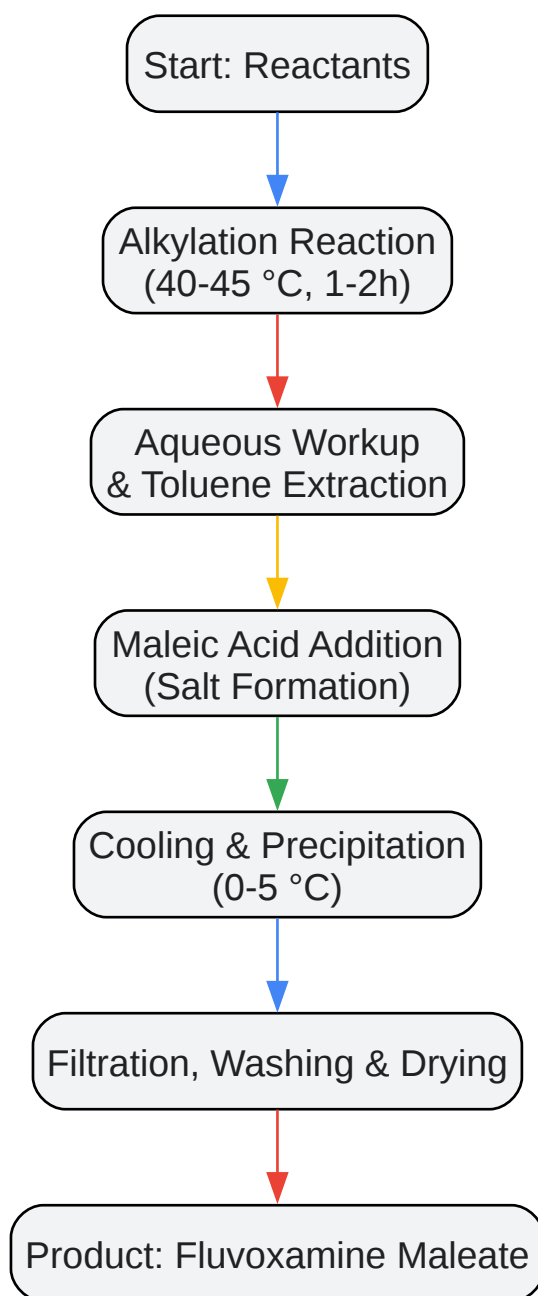 Start: Reactants
Alkylation Reaction
(40-45 °C, 1-2h)
Aqueous Workup
& Toluene Extraction
Maleic Acid Addition
(Salt Formation)
Cooling & Precipitation
(0-5 °C)
Filtration, Washing & Drying
Product: Fluvoxamine Maleate